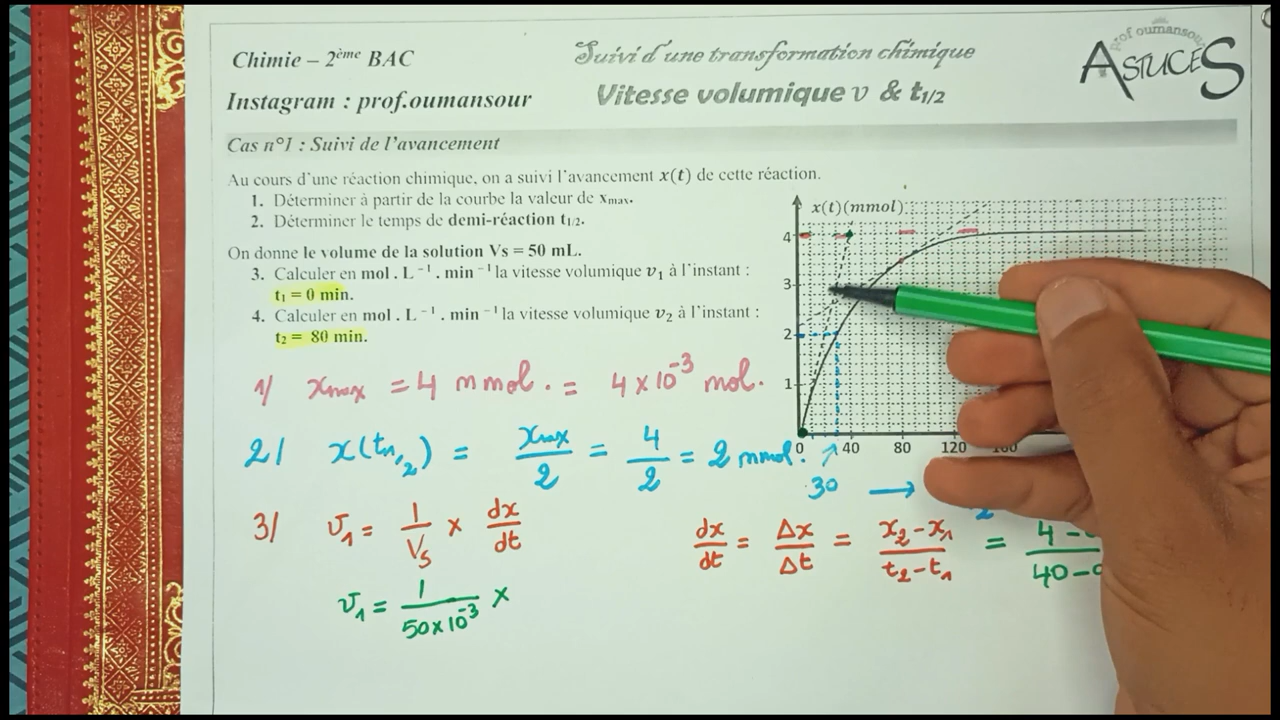 Chimie – 2ème BAC
Suivi d'une transformation chimique
prof oumansour
ASTUCES
Instagram : prof.oumansour
Vitesse volumique υ & t1/2
Cas n°1 : Suivi de l'avancement
Au cours d'une réaction chimique, on a suivi l'avancement x(t) de cette réaction.
1. Déterminer à partir de la courbe la valeur de xmax.
2. Déterminer le temps de demi-réaction t1/2.
On donne le volume de la solution Vs = 50 mL.
3. Calculer en mol . L⁻¹ . min⁻¹ la vitesse volumique υ₁ à l'instant :
t₁ = 0 min.
4. Calculer en mol . L⁻¹ . min⁻¹ la vitesse volumique υ₂ à l'instant :
t₂ = 80 min.
x(t)(mmol)
4
3
2
1
0 40 80 120 160
30 →
1/ xmax = 4 mmol. = 4×10⁻³ mol.
2/ x(t1/2) = xmax/2 = 4/2 = 2 mmol.
3/ υ₁ = 1/Vs × dx/dt
dx/dt = Δx/Δt = x₂-x₁/t₂-t₁ = 4-/40-
υ₁ = 1/50×10⁻³ ×